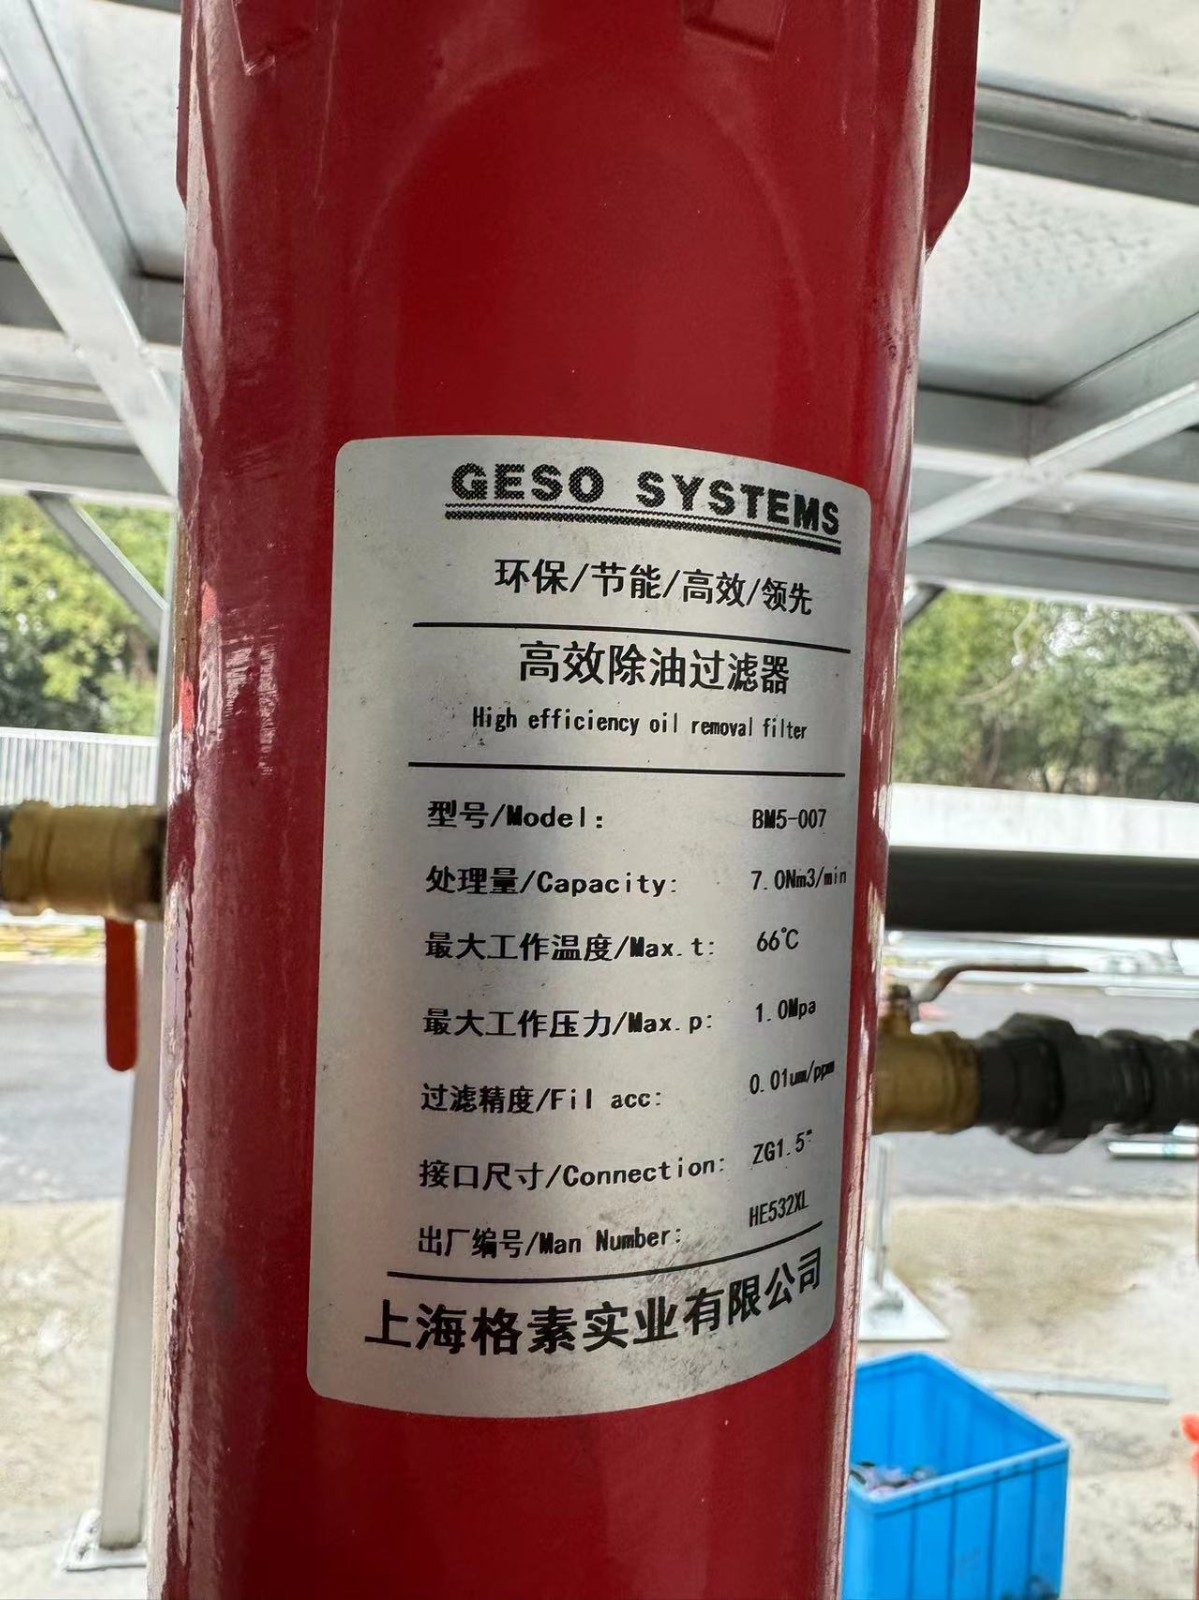 GESO SYSTEMS
环保/节能/高效/领先
高效除油过滤器
High efficiency oil removal filter
型号/Model: BM5-007
处理量/Capacity: 7.0Nm3/min
最大工作温度/Max.t: 66℃
最大工作压力/Max.p: 1.0Mpa
过滤精度/Fil acc: 0.01um/ppm
接口尺寸/Connection: ZG1.5"
出厂编号/Man Number: HE532XL
上海格素实业有限公司